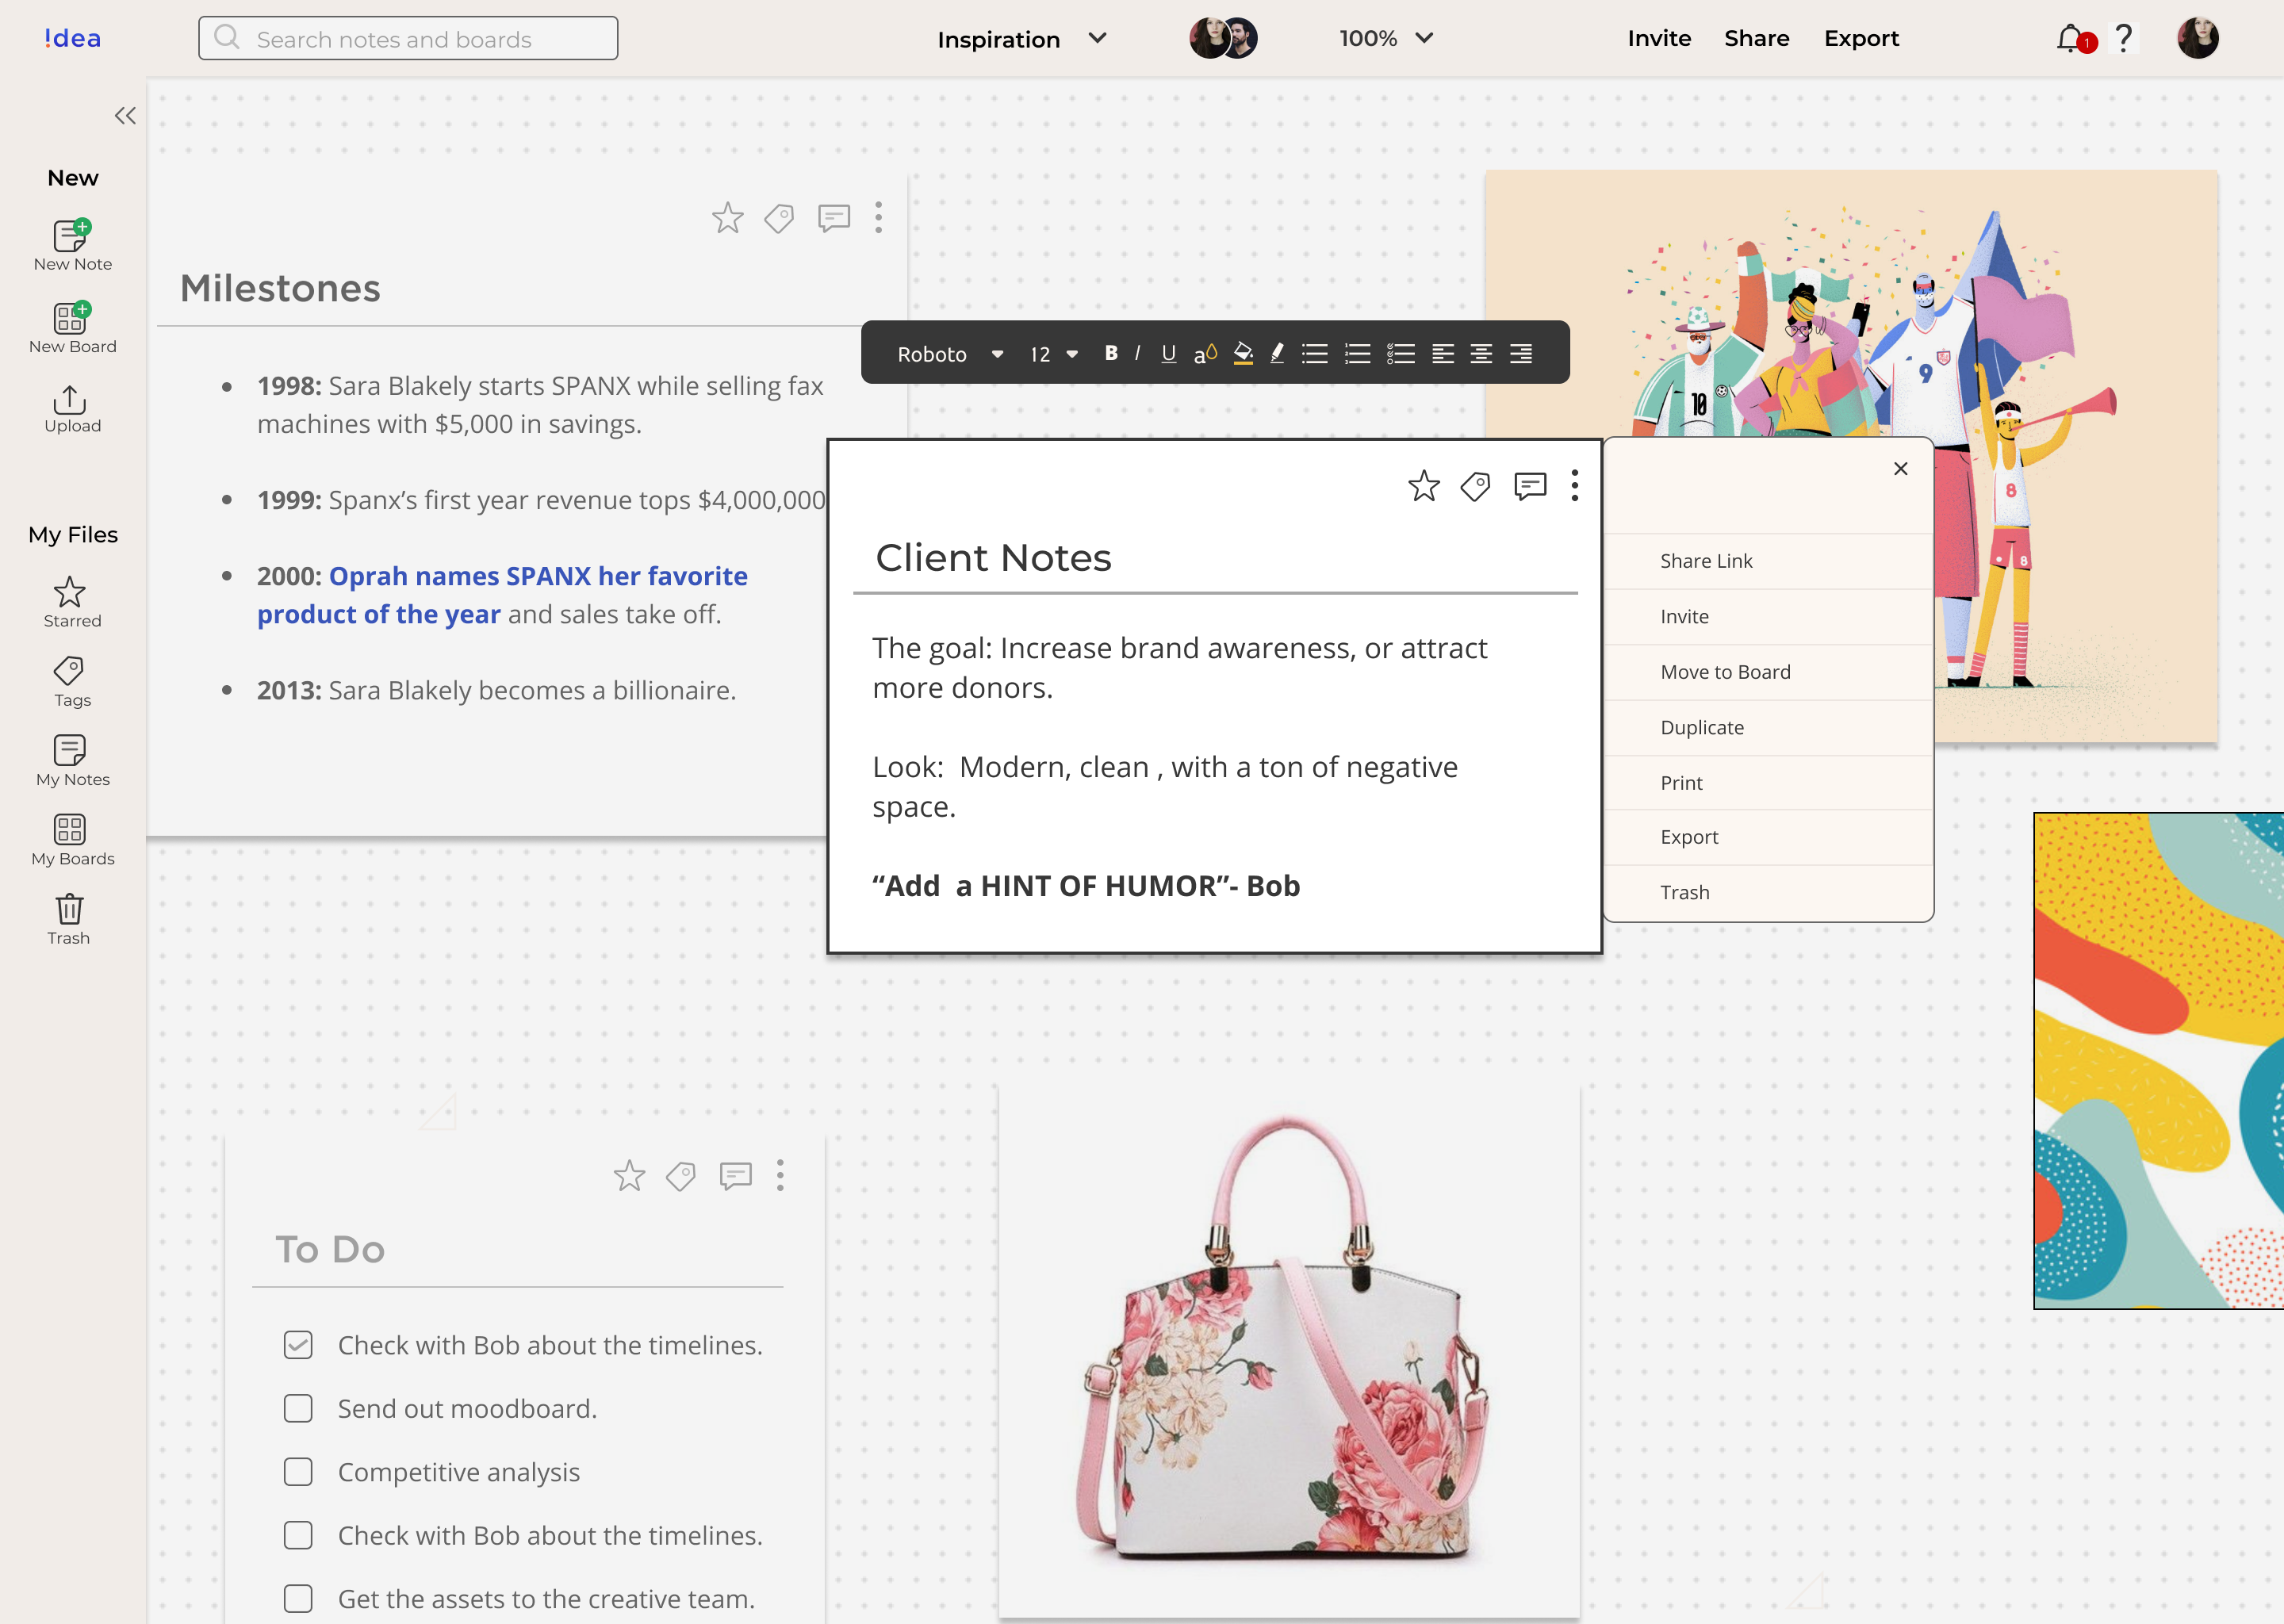 !dea
Search notes and boards
Inspiration
100%
Invite
Share
Export
1
?
New
New Note
New Board
Upload
My Files
Starred
Tags
My Notes
My Boards
Trash
Milestones
1998: Sara Blakely starts SPANX while selling fax
machines with $5,000 in savings.
1999: Spanx’s first year revenue tops $4,000,000
2000: Oprah names SPANX her favorite
product of the year and sales take off.
2013: Sara Blakely becomes a billionaire.
Roboto
12
B I U a
10
9
8
8
8
Client Notes
The goal: Increase brand awareness, or attract
more donors.
Look:  Modern, clean , with a ton of negative
space.
“Add  a HINT OF HUMOR”- Bob
Share Link
Invite
Move to Board
Duplicate
Print
Export
Trash
To Do
Check with Bob about the timelines.
Send out moodboard.
Competitive analysis
Check with Bob about the timelines.
Get the assets to the creative team.